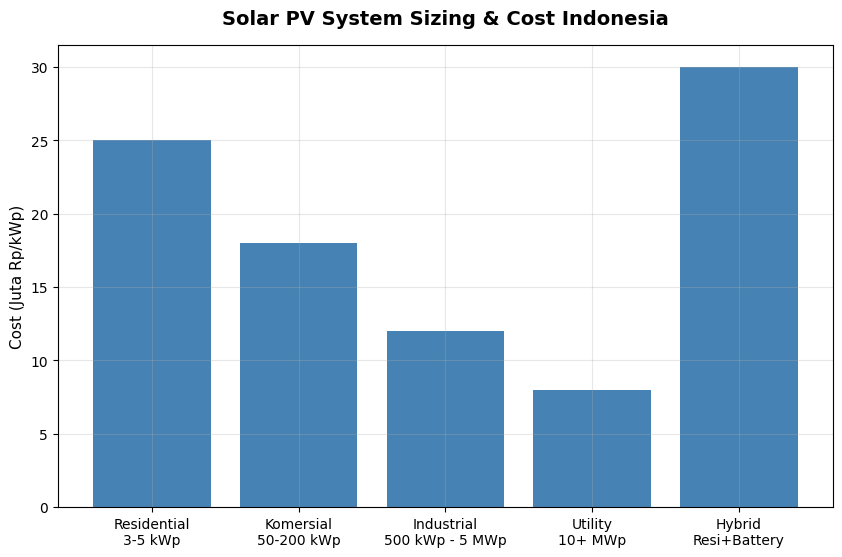 Solar PV System Sizing & Cost Indonesia
Cost (Juta Rp/kWp)
30
25
20
15
10
5
0
Residential
3-5 kWp
Komersial
50-200 kWp
Industrial
500 kWp - 5 MWp
Utility
10+ MWp
Hybrid
Resi+Battery